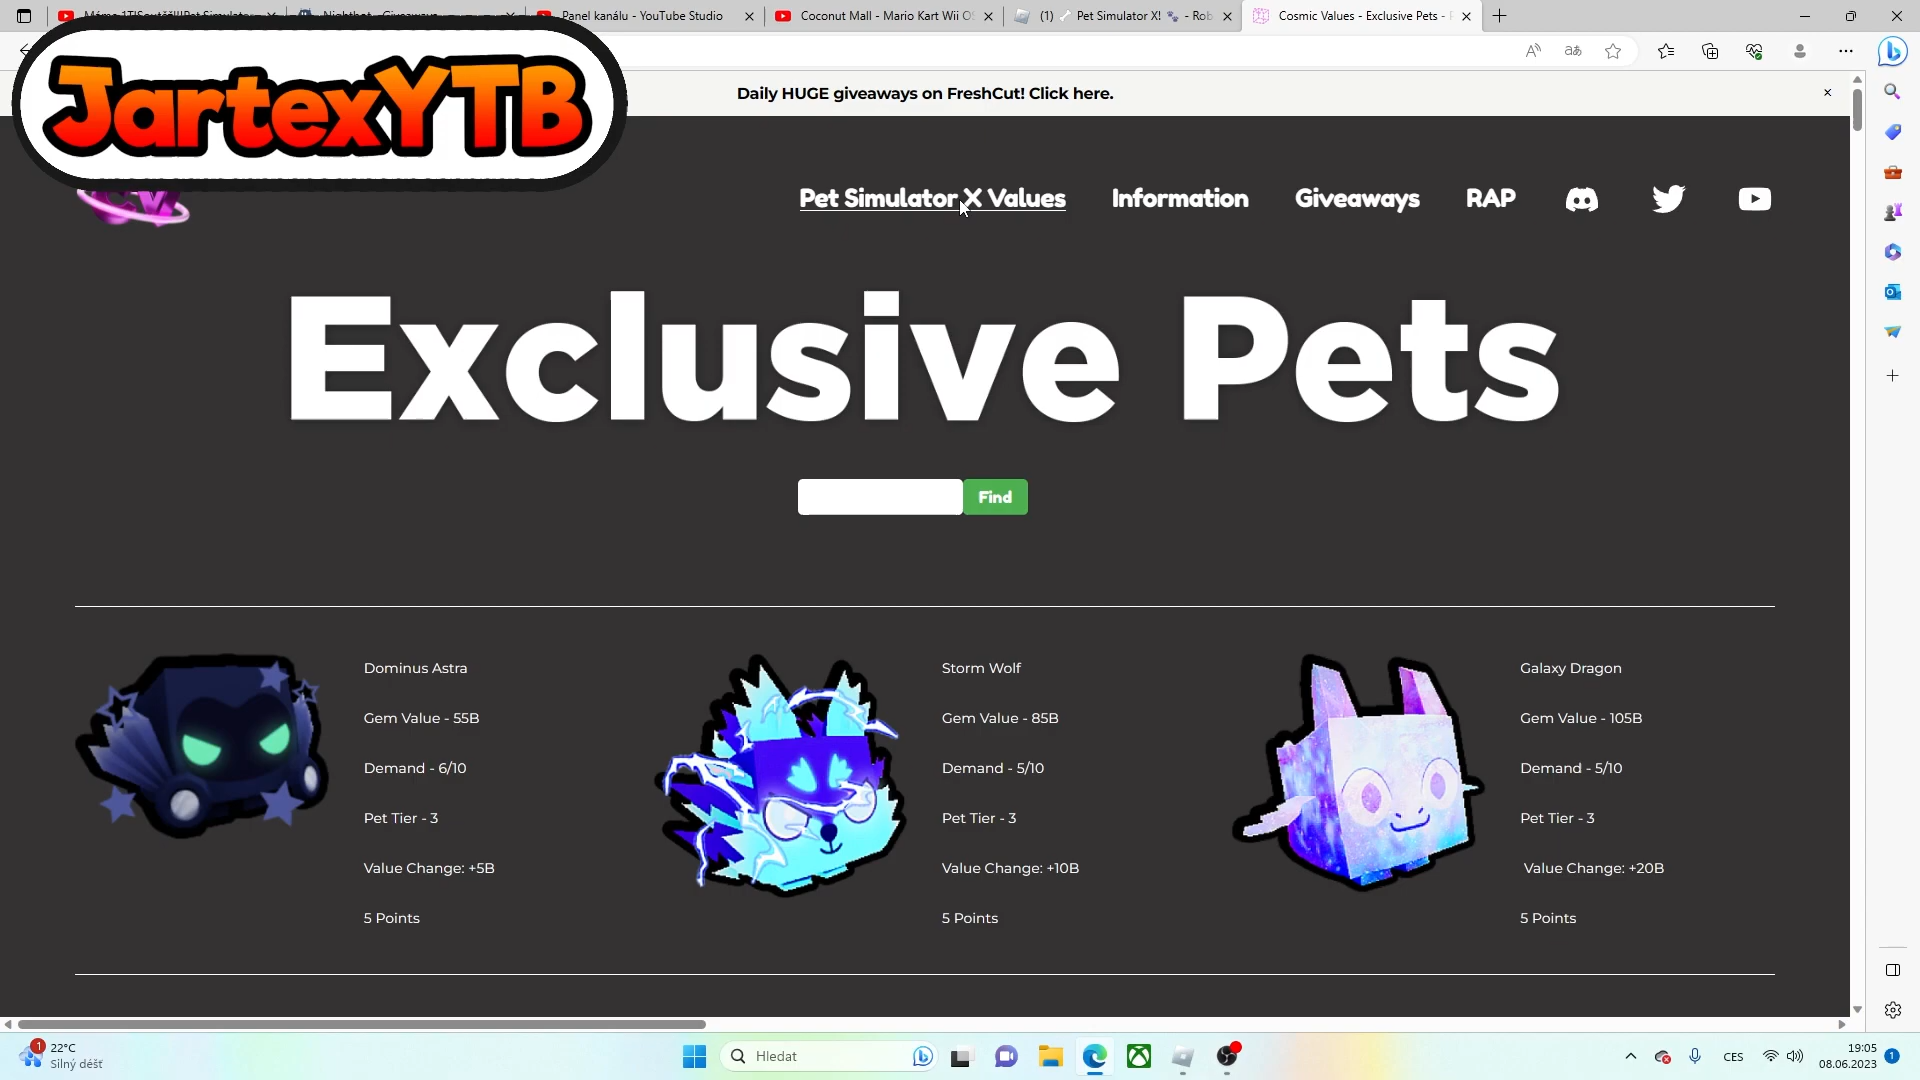 Panel kanálu - YouTube Studio
Coconut Mall - Mario Kart Wii
(1) Pet Simulator X! - Rob
Cosmic Values - Exclusive Pets -
JartexYTB
Daily HUGE giveaways on FreshCut! Click here.
CV
Pet Simulator X Values
Information
Giveaways
RAP
Exclusive Pets
Find
Dominus Astra
Gem Value - 55B
Demand - 6/10
Pet Tier - 3
Value Change: +5B
5 Points
Storm Wolf
Gem Value - 85B
Demand - 5/10
Pet Tier - 3
Value Change: +10B
5 Points
Galaxy Dragon
Gem Value - 105B
Demand - 5/10
Pet Tier - 3
Value Change: +20B
5 Points
1
22°C
Silný déšť
Hledat
CES
19:05
08.06.2023
1